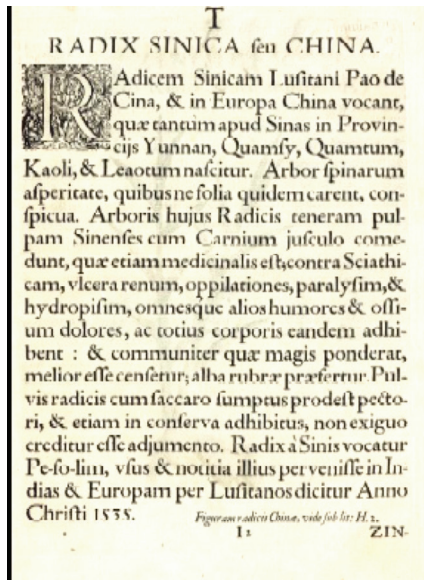 T
RADIX SINICA ſeu CHINA.
RAdicem Sinicam Luſitani Pao de
Cina, & in Europa China vocant,
quæ tantùm apud Sinas in Provin-
cijs Yunnan, Quamſy, Quamtum,
Kaoli, & Leaotum naſcitur. Arbor ſpinarum
aſperitate, quibus ne folia quidem carent, con-
ſpicua. Arboris hujus Radicis teneram pul-
pam Sinenſes cum Carnium juſculo come-
dunt, quæ etiam medicinalis eſt; contra Sciathi-
cam, vlcera renum, oppilationes, paralyſim, &
hydropiſim, omneſque alios humores & oſſi-
um dolores, ac totius corporis eandem adhi-
bent : & communiter quæ magis ponderat,
melior eſſe cenſetur; alba rubræ præfertur. Pul-
vis radicis cum ſaccaro ſumptus prodeſt pecto-
ri, & etiam in conſerva adhibitus, non exiguo
creditur eſſe adjumento. Radix à Sinis vocatur
Pe-fo-lim, vſus & notitia illius perveniſſe in In-
dias & Europam per Luſitanos dicitur Anno
Chriſti 1535. Figuram radicis Chinæ, vide ſub lit: H. 2.
I 2 ZIN-